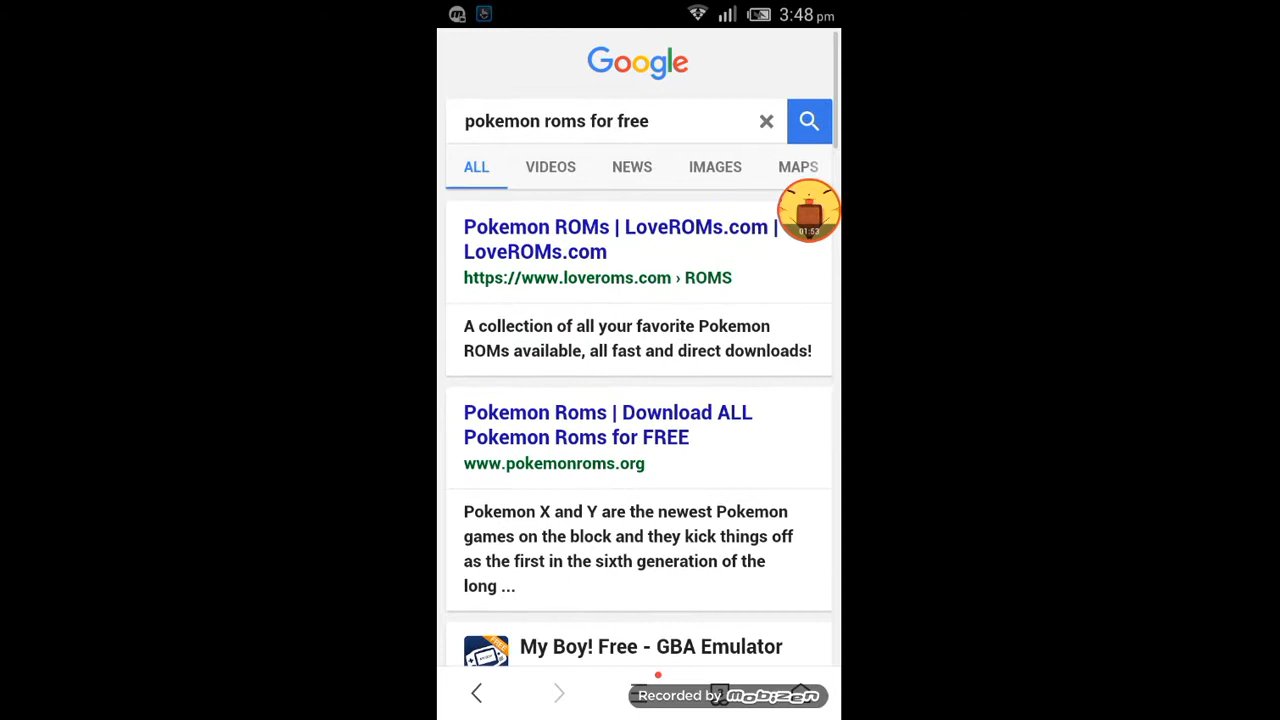 3:48 pm
Google
pokemon roms for free
ALL VIDEOS NEWS IMAGES MAPS
01:53
Pokemon ROMs | LoveROMs.com |
LoveROMs.com
https://www.loveroms.com › ROMS
A collection of all your favorite Pokemon
ROMs available, all fast and direct downloads!
Pokemon Roms | Download ALL
Pokemon Roms for FREE
www.pokemonroms.org
Pokemon X and Y are the newest Pokemon
games on the block and they kick things off
as the first in the sixth generation of the
long ...
My Boy! Free - GBA Emulator
Recorded by mobizen